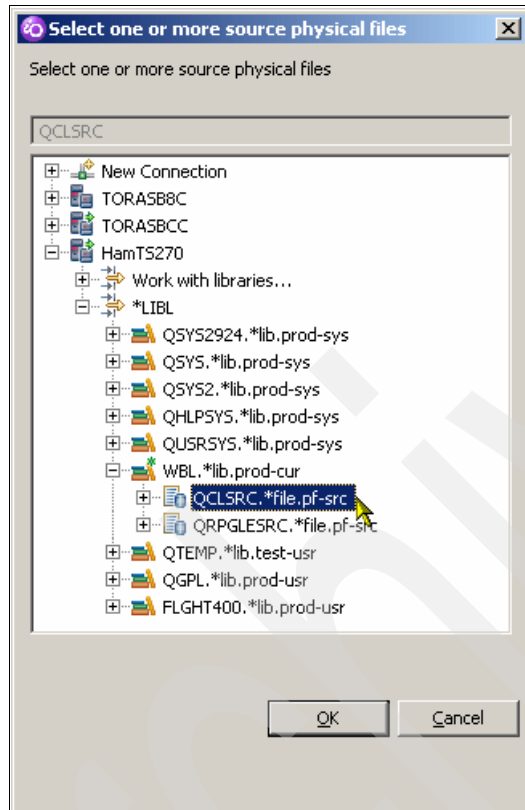 Select one or more source physical files
Select one or more source physical files
QCLSRC
New Connection
TORASB8C
TORASBCC
HamTS270
Work with libraries...
*LIBL
QSYS2924.*lib.prod-sys
QSYS.*lib.prod-sys
QSYS2.*lib.prod-sys
QHLPSYS.*lib.prod-sys
QUSRSYS.*lib.prod-sys
WBL.*lib.prod-cur
QCLSRC.*file.pf-src
QRPGLESRC.*file.pf-src
QTEMP.*lib.test-usr
QGPL.*lib.prod-usr
FLGHT400.*lib.prod-usr
OK Cancel